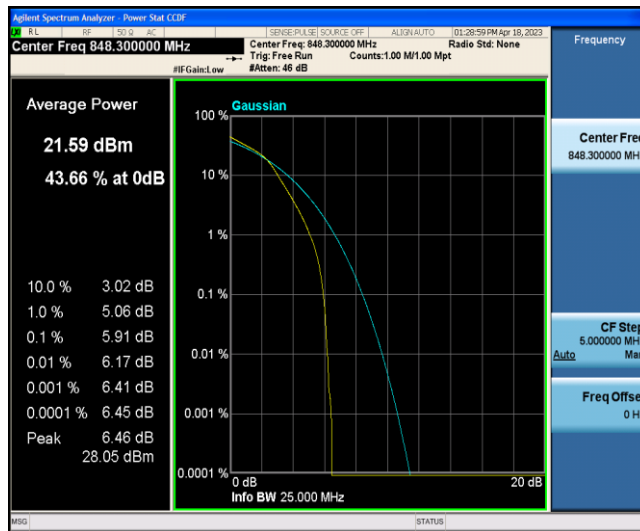 Agilent Spectrum Analyzer - Power Stat CCDF
RL RF 50 Ω AC SENSE:PULSE SOURCE OFF ALIGN AUTO 01:28:59 PM Apr 18, 2023
Center Freq 848.300000 MHz
Center Freq: 848.300000 MHz Radio Std: None
Trig: Free Run Counts:1.00 M/1.00 Mpt
#IFGain:Low #Atten: 46 dB
Frequency
Average Power
21.59 dBm
43.66 % at 0dB
10.0 % 3.02 dB
1.0 % 5.06 dB
0.1 % 5.91 dB
0.01 % 6.17 dB
0.001 % 6.41 dB
0.0001 % 6.45 dB
Peak 6.46 dB
28.05 dBm
Gaussian
100 %
10 %
1 %
0.1 %
0.01 %
0.001 %
0.0001 %
0 dB 20 dB
Info BW 25.000 MHz
Center Fre
848.300000 MH
CF Step
5.000000 MH
Auto Ma
Freq Offse
0 H
MSG STATUS